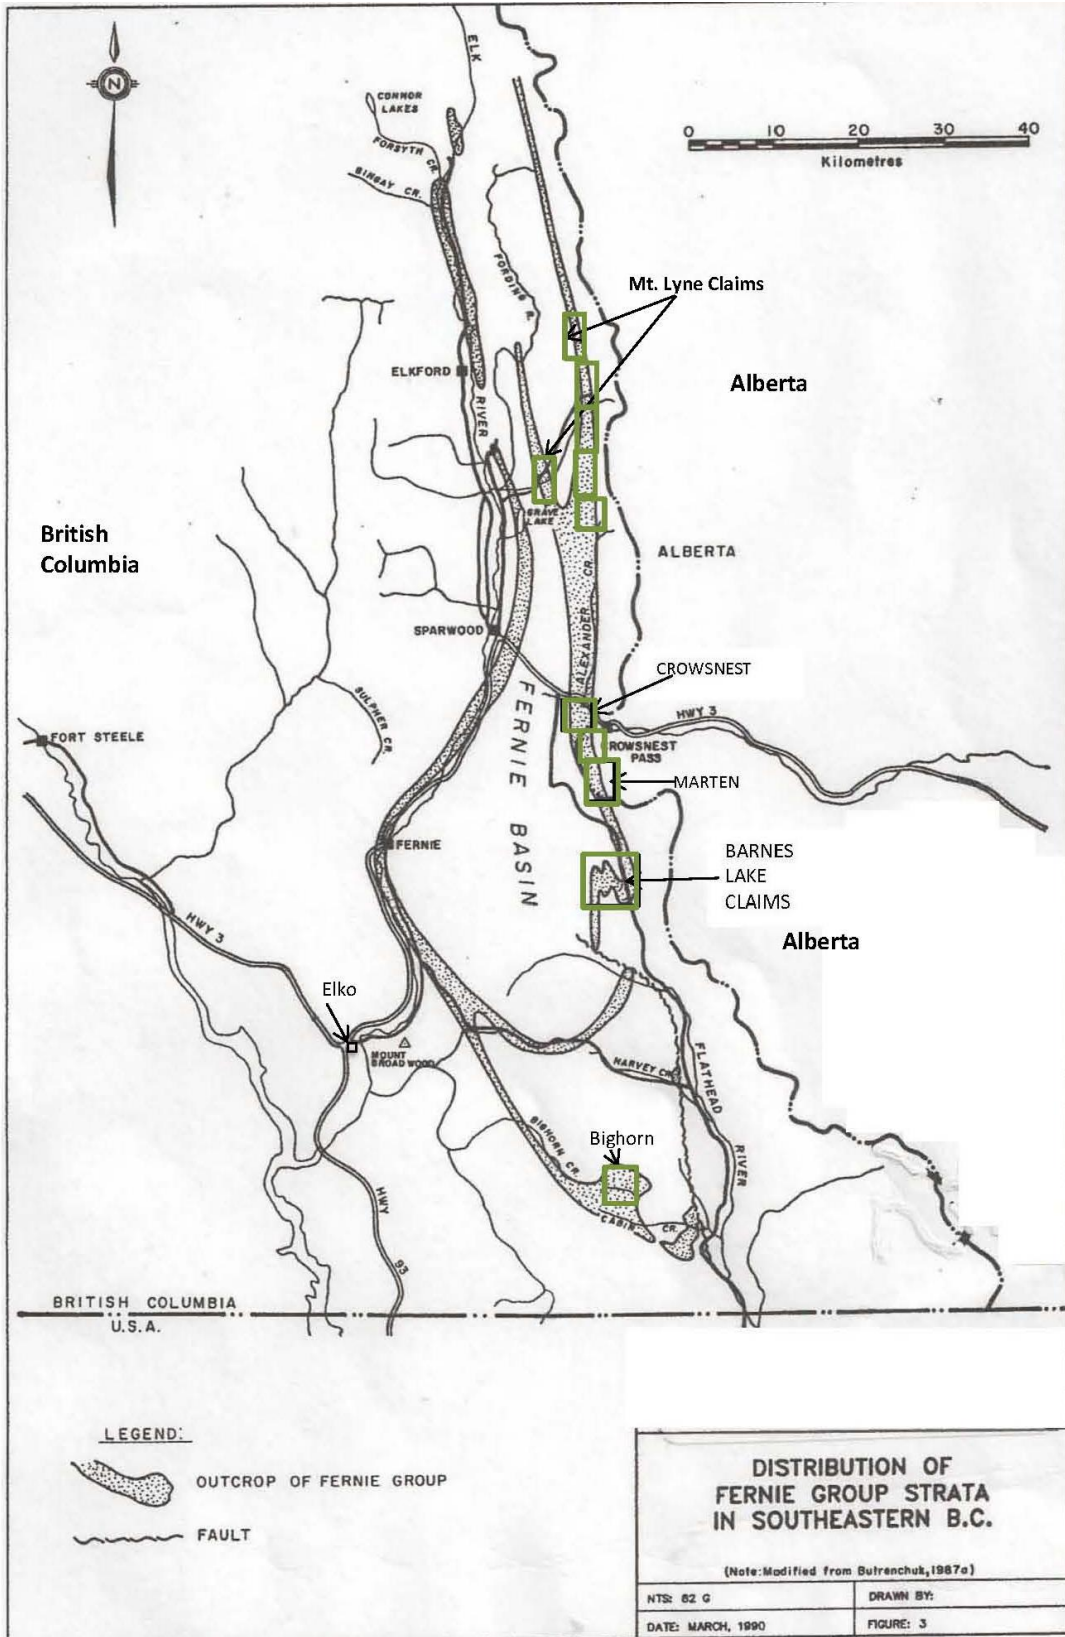 N
ELK
CONNOR
LAKES
FORSYTH CR.
BINGAY CR.
0 10 20 30 40
Kilometres
FORDING R.
Mt. Lyne Claims
ELKFORD
RIVER
Alberta
GRAVE
LAKE
British
Columbia
ALBERTA
SPARWOOD
ALEXANDER CR.
CROWSNEST
SULPHER CR.
FORT STEELE
HWY 3
CROWSNEST
PASS
FERNIE BASIN
MARTEN
FERNIE
BARNES
LAKE
CLAIMS
HWY 3
Alberta
Elko
MOUNT
BROADWOOD
HARVEY CR.
FLATHEAD
RIVER
BIGHORN CR.
Bighorn
CABIN CR.
HWY 93
BRITISH COLUMBIA
U.S.A.
LEGEND:
OUTCROP OF FERNIE GROUP
FAULT
DISTRIBUTION OF
FERNIE GROUP STRATA
IN SOUTHEASTERN B.C.
(Note: Modified from Butrenchuk, 1987a)
NTS: 82 G
DRAWN BY:
DATE: MARCH, 1990
FIGURE: 3